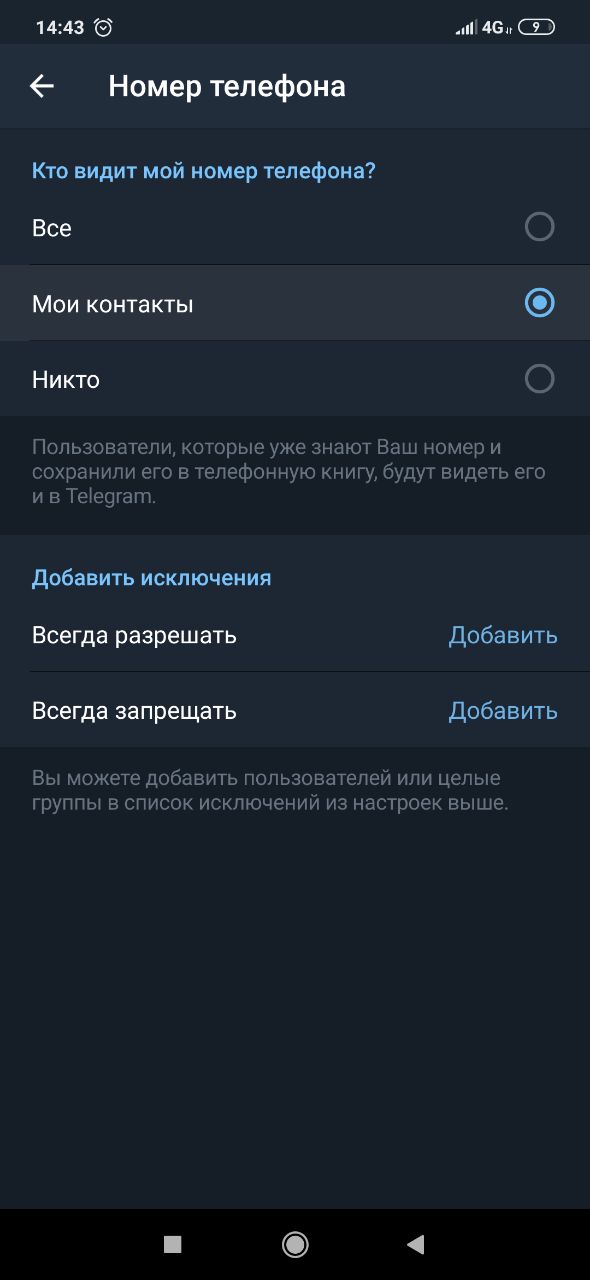 14:43 4G 9
Номер телефона
Кто видит мой номер телефона?
Все
Мои контакты
Никто
Пользователи, которые уже знают Ваш номер и
сохранили его в телефонную книгу, будут видеть его
и в Telegram.
Добавить исключения
Всегда разрешать Добавить
Всегда запрещать Добавить
Вы можете добавить пользователей или целые
группы в список исключений из настроек выше.